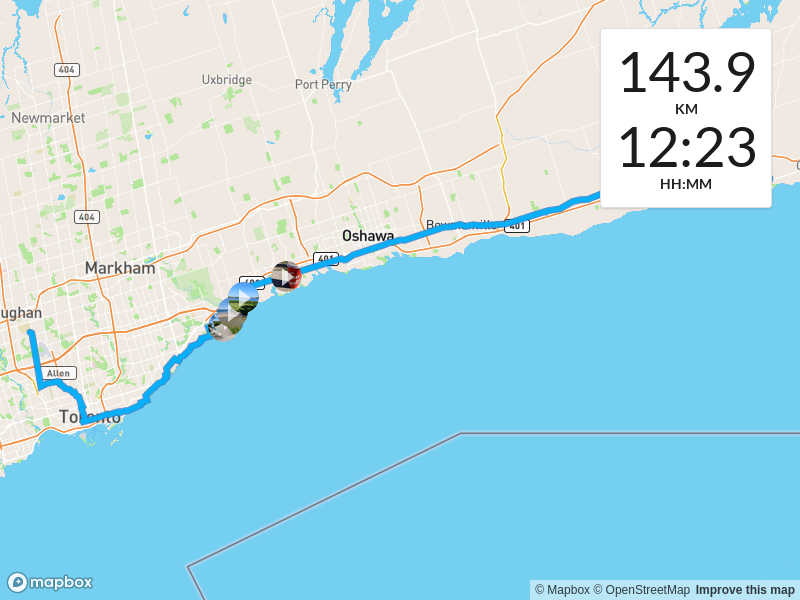 404
Uxbridge
Port Perry
Newmarket
143.9
KM
12:23
HH:MM
404
Bowmanville
401
Oshawa
401
Markham
ughan
Allen
Toronto
mapbox
© Mapbox © OpenStreetMap Improve this map